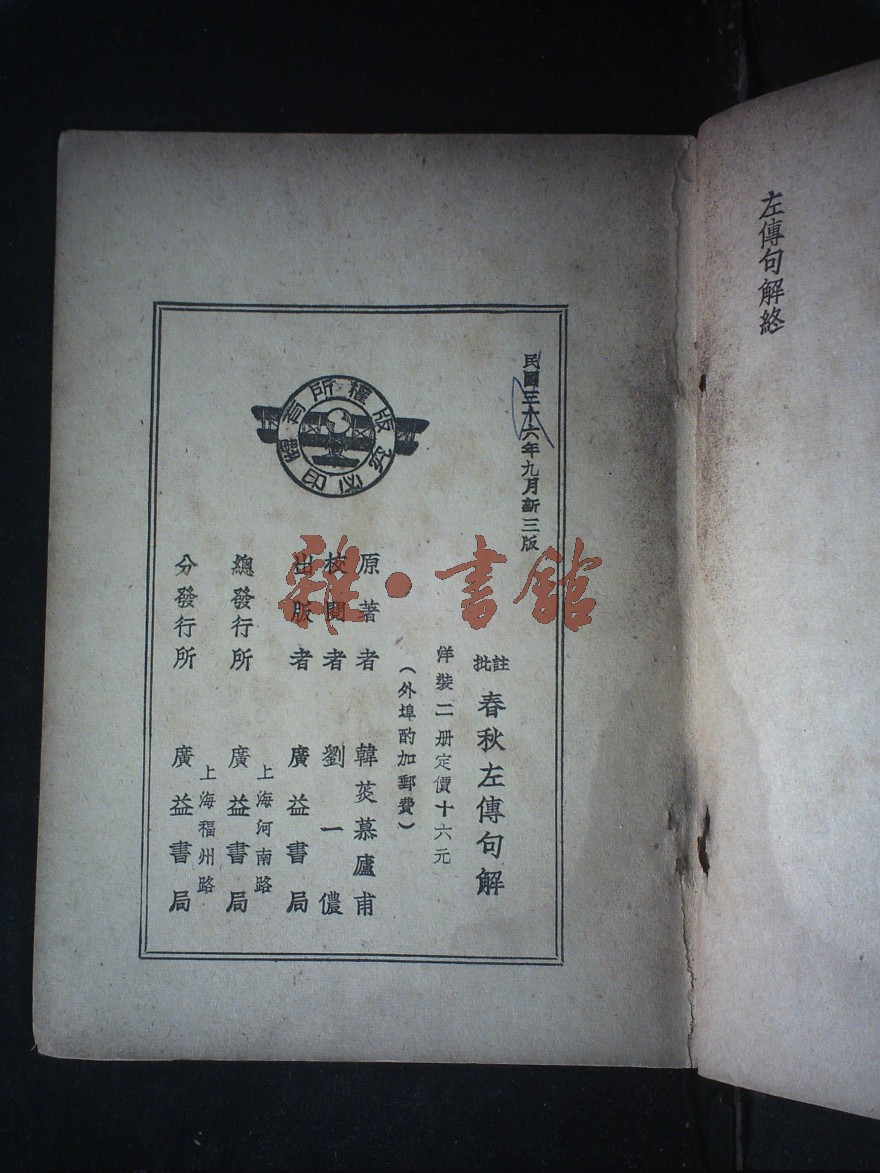 左傳句解終
民國三十六年九月新三版
註批 春秋左傳句解
洋裝二册定價十六元
(外埠酌加郵費)
原著者 韓菼慕廬甫
校閱者 劉一儂
出版者 廣益書局
上海河南路
總發行所 廣益書局
上海福州路
分發行所 廣益書局
版權所有
翻印必究
雜·書館